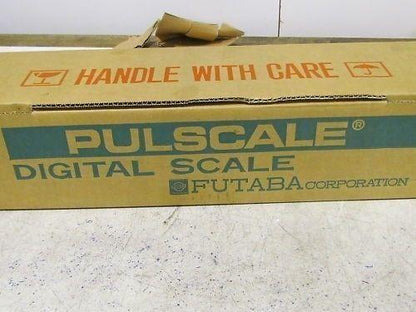 HANDLE WITH CARE
PULSCALE®
DIGITAL SCALE
FUTABA CORPORATION